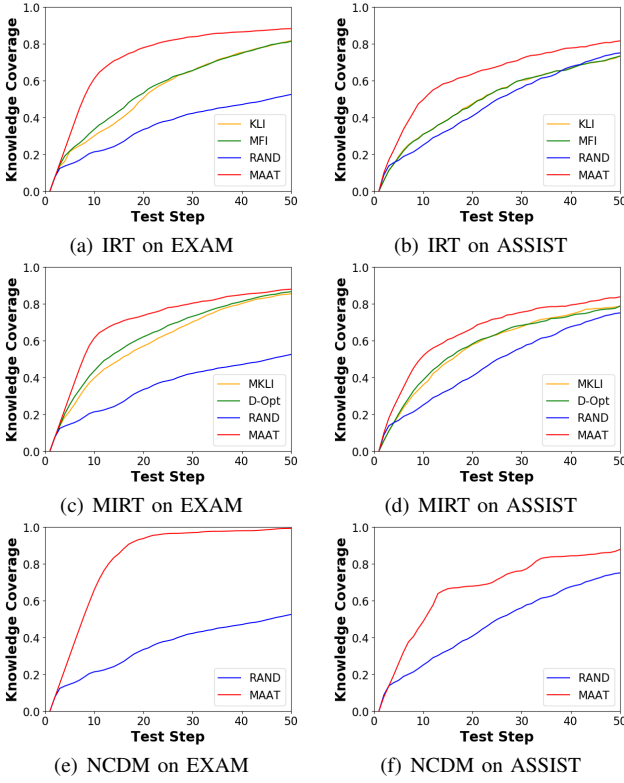 1.0
0.8
0.6
0.4
0.2
0.0
Knowledge Coverage
KLI
MFI
RAND
MAAT
0 10 20 30 40 50
Test Step
(a) IRT on EXAM
1.0
0.8
0.6
0.4
0.2
0.0
Knowledge Coverage
KLI
MFI
RAND
MAAT
0 10 20 30 40 50
Test Step
(b) IRT on ASSIST
1.0
0.8
0.6
0.4
0.2
0.0
Knowledge Coverage
MKLI
D-Opt
RAND
MAAT
0 10 20 30 40 50
Test Step
(c) MIRT on EXAM
1.0
0.8
0.6
0.4
0.2
0.0
Knowledge Coverage
MKLI
D-Opt
RAND
MAAT
0 10 20 30 40 50
Test Step
(d) MIRT on ASSIST
1.0
0.8
0.6
0.4
0.2
0.0
Knowledge Coverage
RAND
MAAT
0 10 20 30 40 50
Test Step
(e) NCDM on EXAM
1.0
0.8
0.6
0.4
0.2
0.0
Knowledge Coverage
RAND
MAAT
0 10 20 30 40 50
Test Step
(f) NCDM on ASSIST